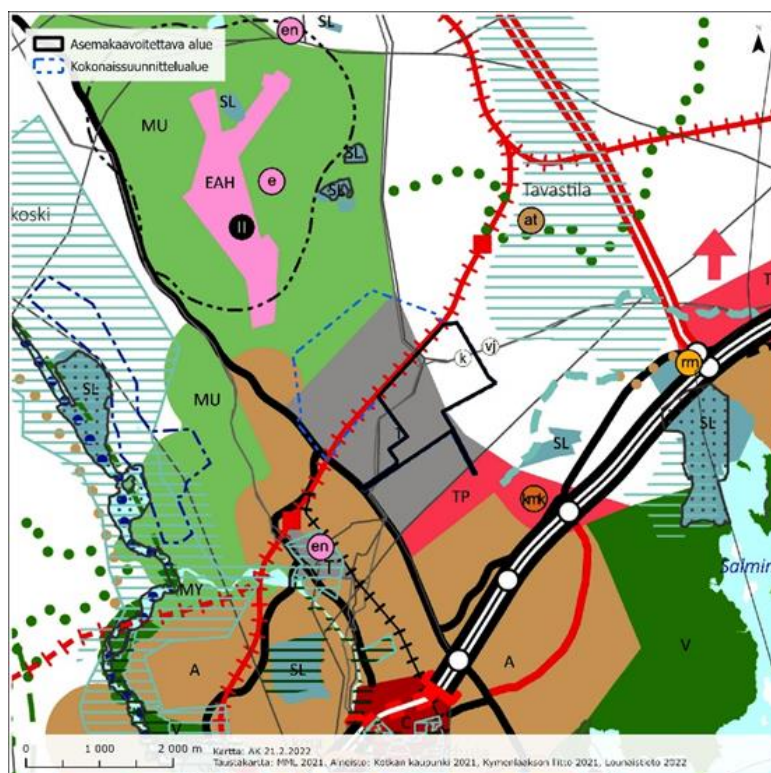 Asemakaavoitettava alue
Kokonaissuunnittelualue
en
SL
MU
SL
EAH
e
SL
SL
II
koski
Tavastila
at
T
k
vj
rm
SL
MU
SL
SL
TP
kmk
en
T
Salmin
MY
A
SL
A
V
C
V
0
1 000
2 000 m
Kartta: AK 21.2.2022
Taustakartta: MML 2021, Aineisto: Kotkan kaupunki 2021, Kymenlaakson liitto 2021, Lounaistieto 2022